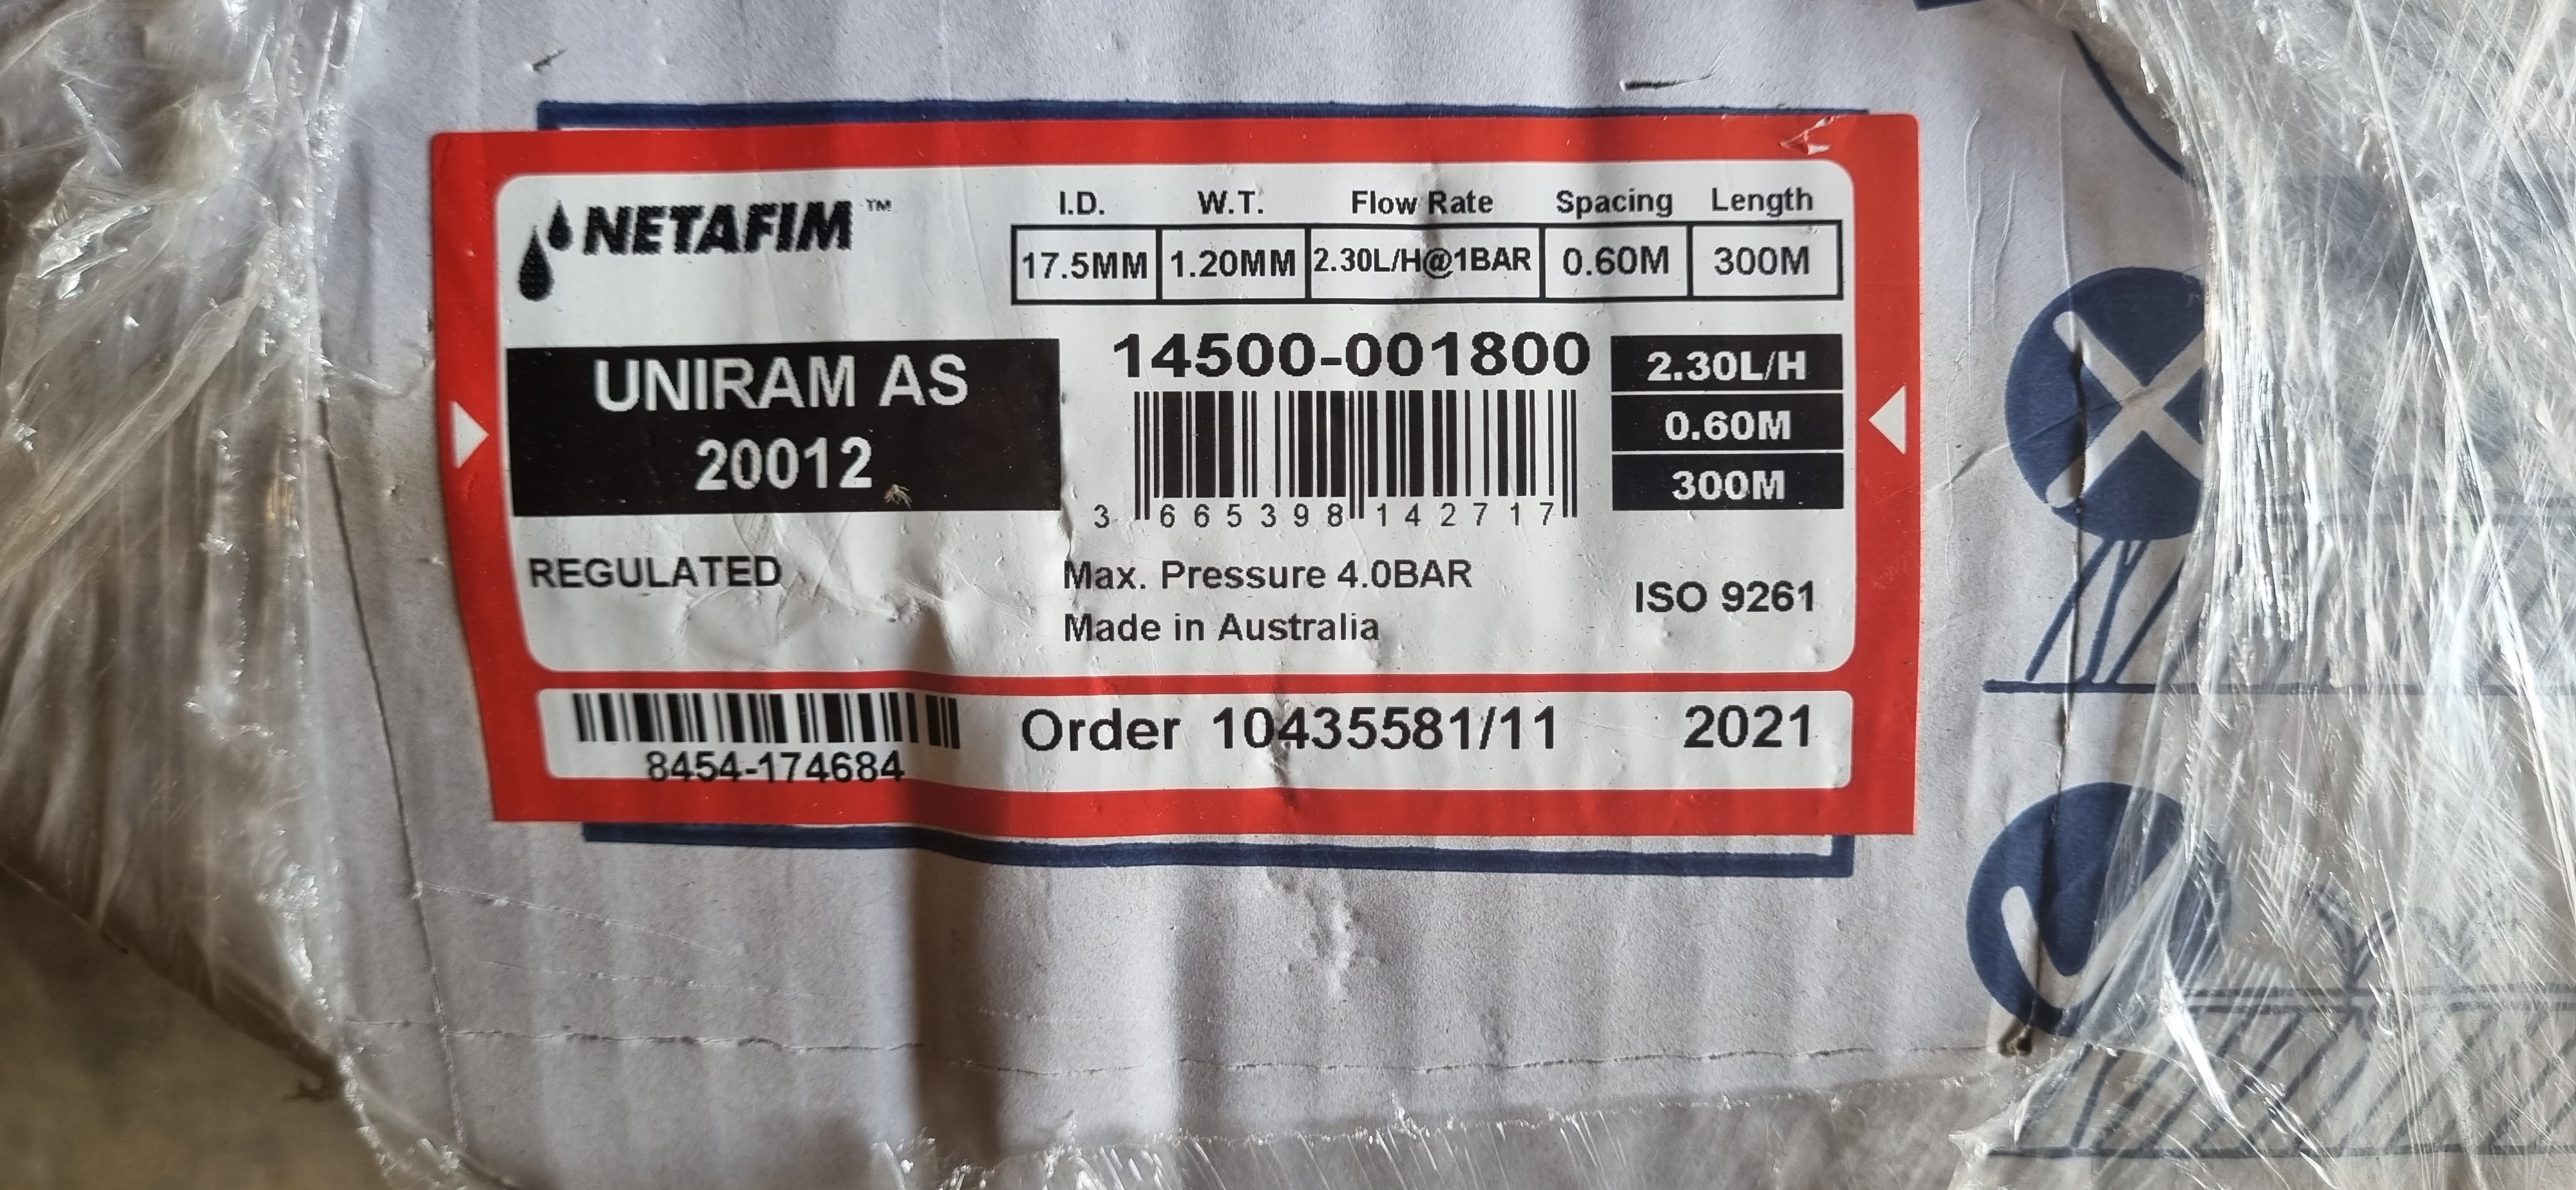 NETAFIM™
I.D. W.T. Flow Rate Spacing Length
17.5MM 1.20MM 2.30L/H@1BAR 0.60M 300M
UNIRAM AS
20012
14500-001800
3 665398 142717
2.30L/H
0.60M
300M
REGULATED
Max. Pressure 4.0BAR
Made in Australia
ISO 9261
8454-174684
Order 10435581/11 2021